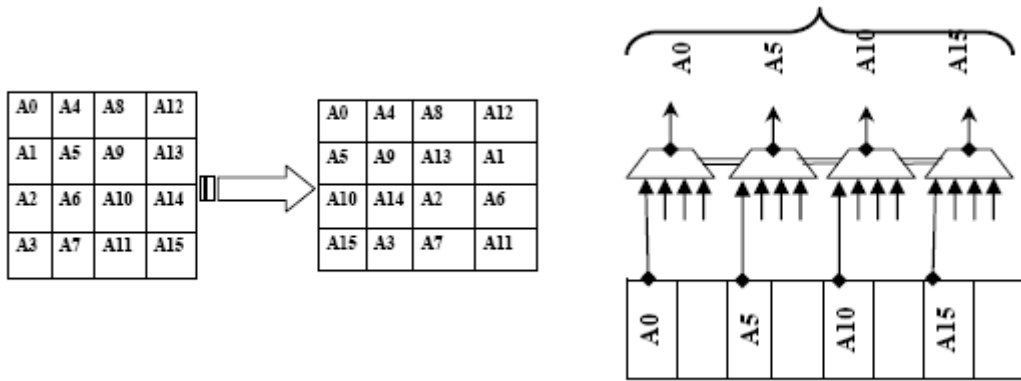 A0 A4 A8 A12
A1 A5 A9 A13
A2 A6 A10 A14
A3 A7 A11 A15
A0 A4 A8 A12
A5 A9 A13 A1
A10 A14 A2 A6
A15 A3 A7 A11
A0 A5 A10 A15
A0 A5 A10 A15